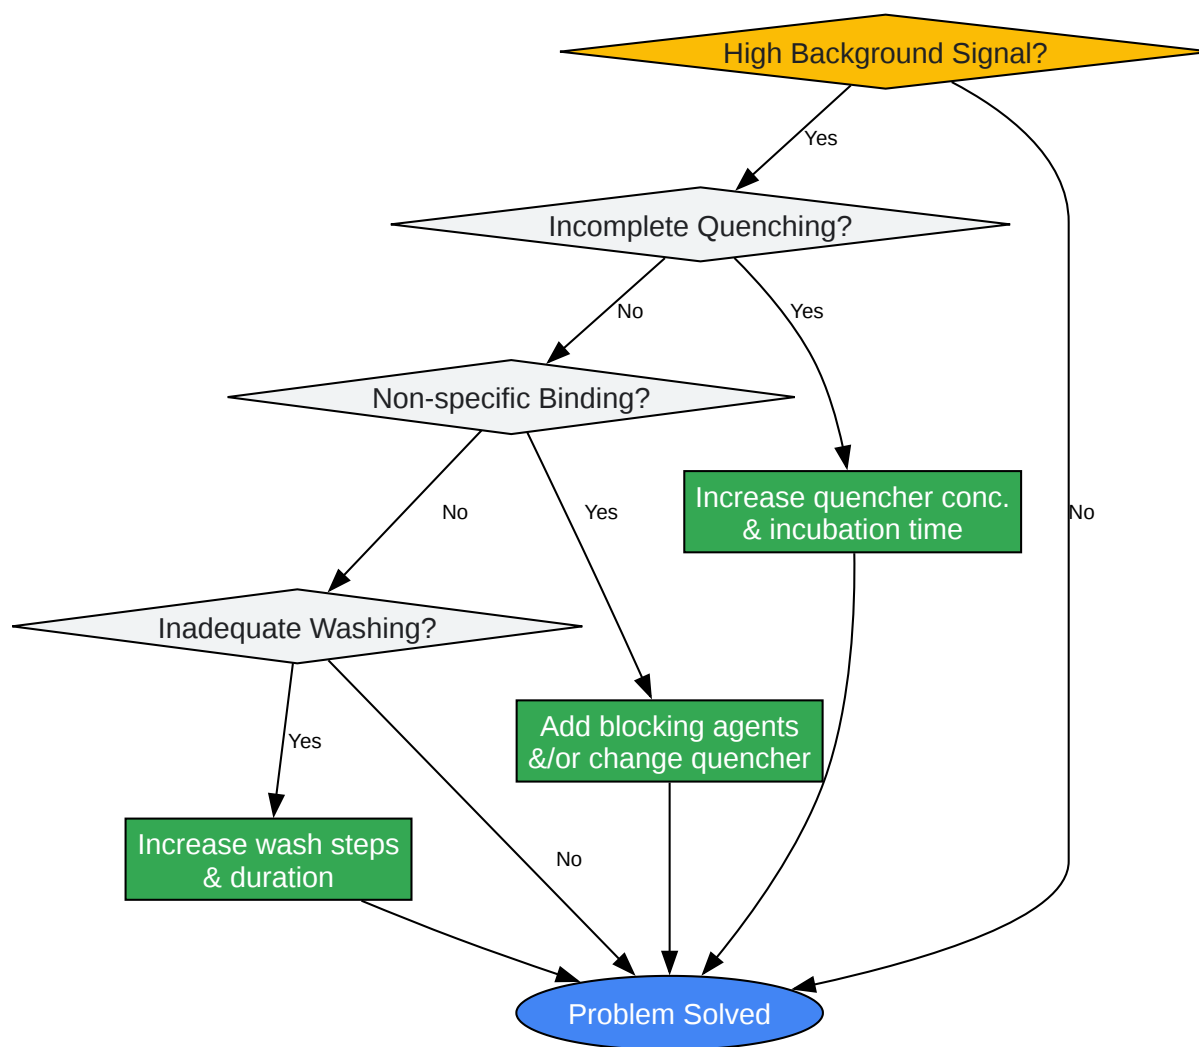 High Background Signal?
Yes
Incomplete Quenching?
No
Yes
Non-specific Binding?
Increase quencher conc.
& incubation time
No
Yes
No
Inadequate Washing?
Add blocking agents
&/or change quencher
Yes
Increase wash steps
& duration
No
Problem Solved